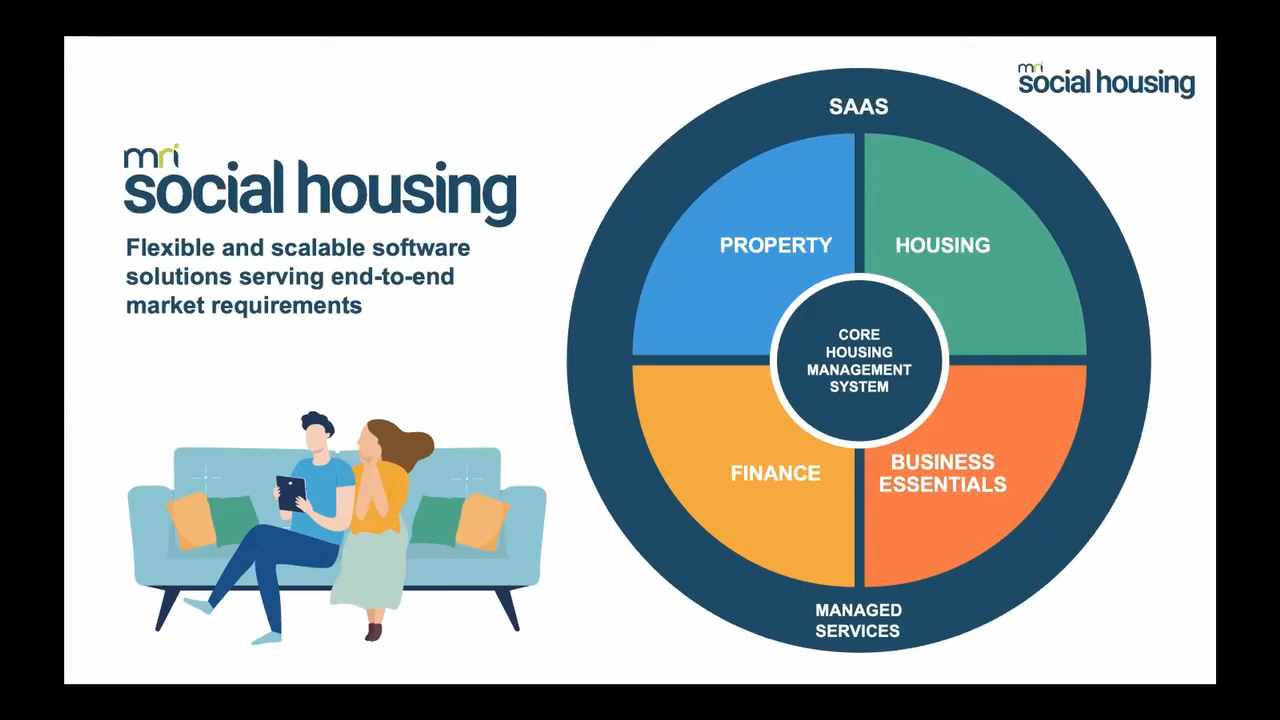 mri
social housing
Flexible and scalable software
solutions serving end-to-end
market requirements
mri
social housing
SAAS
PROPERTY
HOUSING
CORE
HOUSING
MANAGEMENT
SYSTEM
FINANCE
BUSINESS
ESSENTIALS
MANAGED
SERVICES